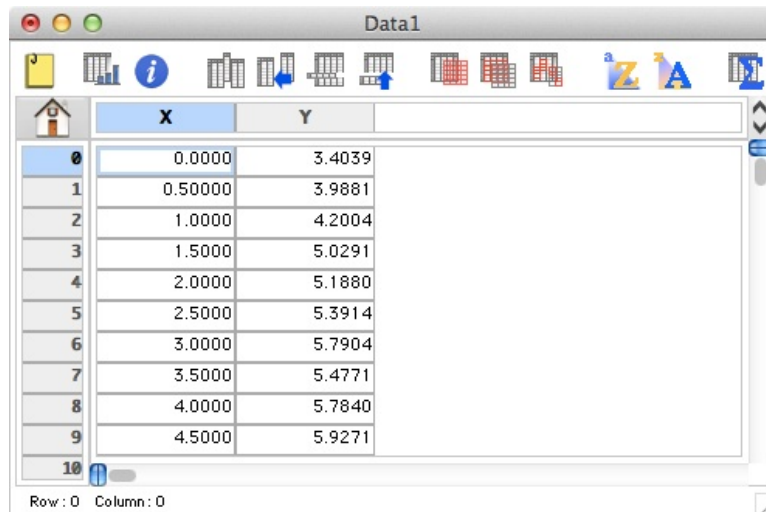 Data1
X Y
0 0.0000 3.4039
1 0.50000 3.9881
2 1.0000 4.2004
3 1.5000 5.0291
4 2.0000 5.1880
5 2.5000 5.3914
6 3.0000 5.7904
7 3.5000 5.4771
8 4.0000 5.7840
9 4.5000 5.9271
10
Row: 0 Column: 0